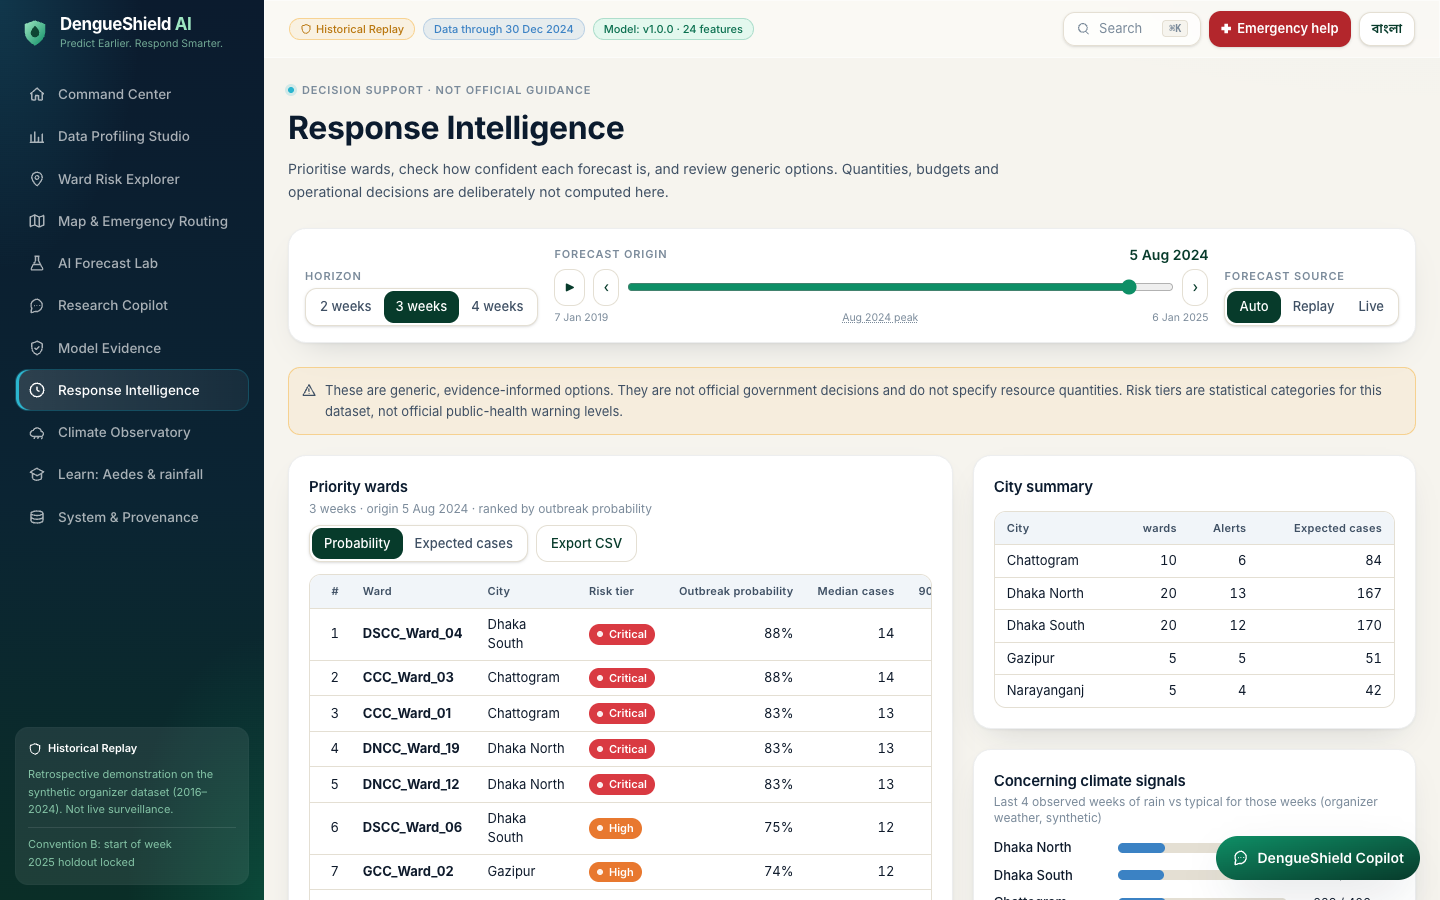 DengueShield AI
Predict Earlier. Respond Smarter.
Command Center
Data Profiling Studio
Ward Risk Explorer
Map & Emergency Routing
AI Forecast Lab
Research Copilot
Model Evidence
Response Intelligence
Climate Observatory
Learn: Aedes & rainfall
System & Provenance
Historical Replay
Retrospective demonstration on the
synthetic organizer dataset (2016–
2024). Not live surveillance.
Convention B: start of week
2025 holdout locked
Historical Replay
Data through 30 Dec 2024
Model: v1.0.0 · 24 features
Search ⌘K
Emergency help
বাংলা
DECISION SUPPORT · NOT OFFICIAL GUIDANCE
Response Intelligence
Prioritise wards, check how confident each forecast is, and review generic options. Quantities, budgets and
operational decisions are deliberately not computed here.
HORIZON
2 weeks 3 weeks 4 weeks
FORECAST ORIGIN 5 Aug 2024
7 Jan 2019 Aug 2024 peak 6 Jan 2025
FORECAST SOURCE
Auto Replay Live
These are generic, evidence-informed options. They are not official government decisions and do not specify resource quantities. Risk tiers are statistical categories for this
dataset, not official public-health warning levels.
Priority wards
3 weeks · origin 5 Aug 2024 · ranked by outbreak probability
Probability Expected cases Export CSV
# Ward City Risk tier Outbreak probability Median cases 90
1 DSCC_Ward_04 Dhaka South Critical 88% 14
2 CCC_Ward_03 Chattogram Critical 88% 14
3 CCC_Ward_01 Chattogram Critical 83% 13
4 DNCC_Ward_19 Dhaka North Critical 83% 13
5 DNCC_Ward_12 Dhaka North Critical 83% 13
6 DSCC_Ward_06 Dhaka South High 75% 12
7 GCC_Ward_02 Gazipur High 74% 12
City summary
City wards Alerts Expected cases
Chattogram 10 6 84
Dhaka North 20 13 167
Dhaka South 20 12 170
Gazipur 5 5 51
Narayanganj 5 4 42
Concerning climate signals
Last 4 observed weeks of rain vs typical for those weeks (organizer
weather, synthetic)
Dhaka North
Dhaka South
Chattogram
DengueShield Copilot